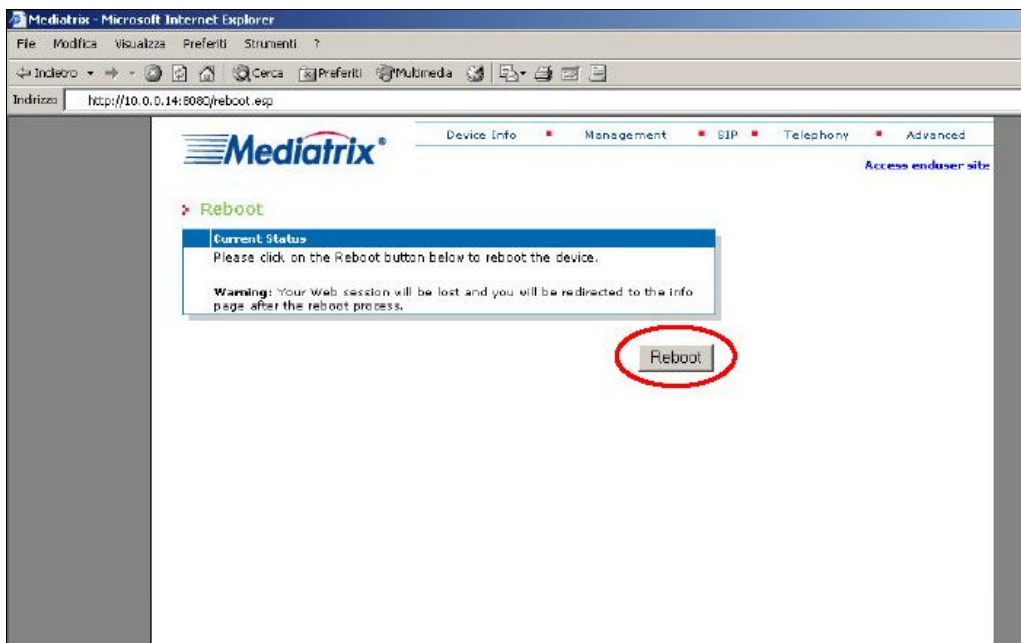 Mediatrix - Microsoft Internet Explorer
File Modifica Visualizza Preferiti Strumenti ?
Indietro Cerca Preferiti Multimedia
Indirizzo http://10.0.0.14:8080/reboot.esp
Mediatrix®
Device Info Management SIP Telephony Advanced
Access enduser site
Reboot
Current Status
Please click on the Reboot button below to reboot the device.
Warning: Your Web session will be lost and you will be redirected to the info
page after the reboot process.
Reboot